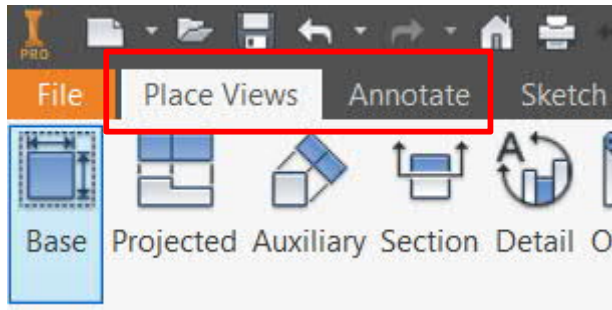 I
PRO
File Place Views Annotate Sketch
A
Base Projected Auxiliary Section Detail O